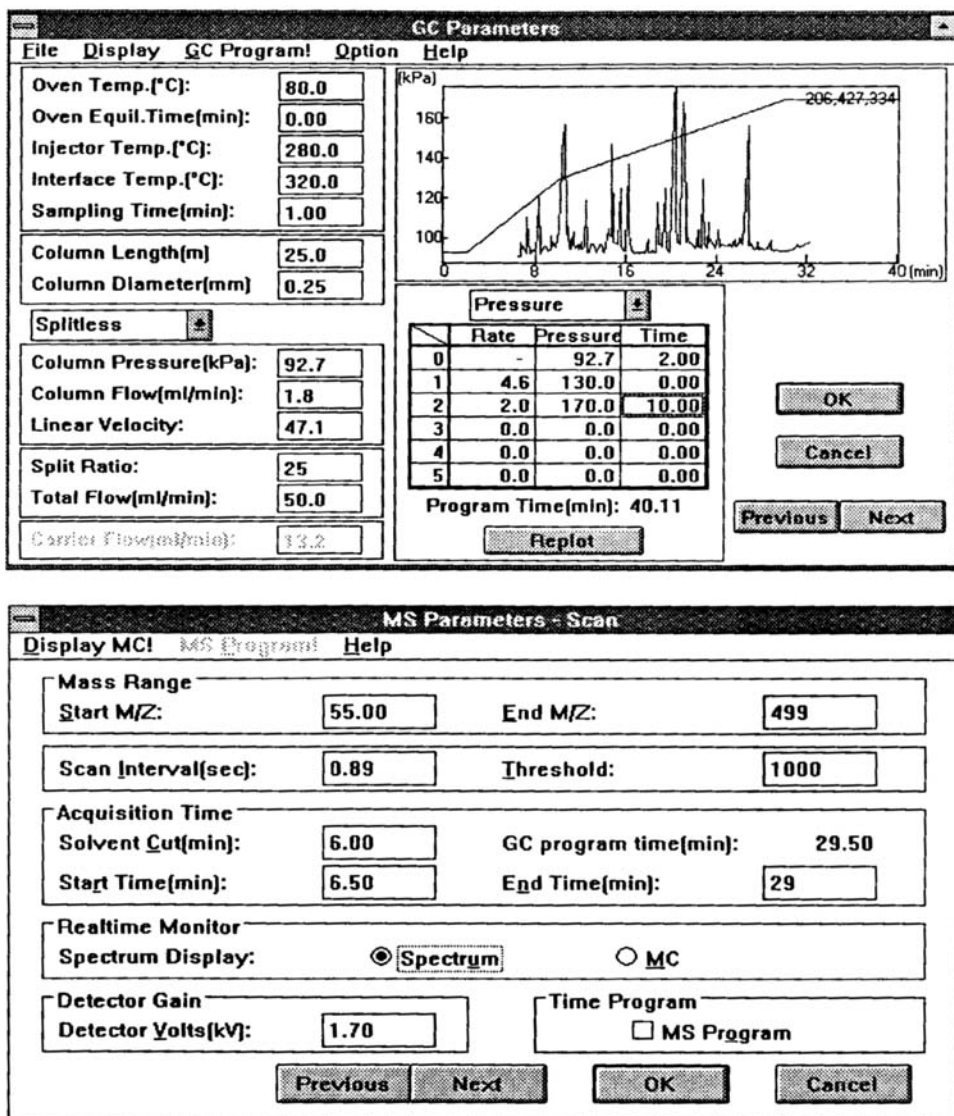 GC Parameters
File Display GC Program! Option Help
Oven Temp.(°C): 80.0
Oven Equil.Time(min): 0.00
Injector Temp.(°C): 280.0
Interface Temp.(°C): 320.0
Sampling Time(min): 1.00
Column Length(m) 25.0
Column Diameter(mm) 0.25
Splitless
Column Pressure(kPa): 92.7
Column Flow(ml/min): 1.8
Linear Velocity: 47.1
Split Ratio: 25
Total Flow(ml/min): 50.0
Carrier Flow(ml/min): 13.2
(kPa)
206,427,334
160
140
120
100
0 8 16 24 32 40 (min)
Pressure
Rate Pressure Time
0 - 92.7 2.00
1 4.6 130.0 0.00
2 2.0 170.0 10.00
3 0.0 0.0 0.00
4 0.0 0.0 0.00
5 0.0 0.0 0.00
Program Time(min): 40.11
Replot
OK
Cancel
Previous Next
MS Parameters - Scan
Display MC! MS Program! Help
Mass Range
Start M/Z: 55.00 End M/Z: 499
Scan Interval(sec): 0.89 Threshold: 1000
Acquisition Time
Solvent Cut(min): 6.00 GC program time(min): 29.50
Start Time(min): 6.50 End Time(min): 29
Realtime Monitor
Spectrum Display: Spectrum MC
Detector Gain
Detector Volts(kV): 1.70
Time Program
MS Program
Previous Next OK Cancel